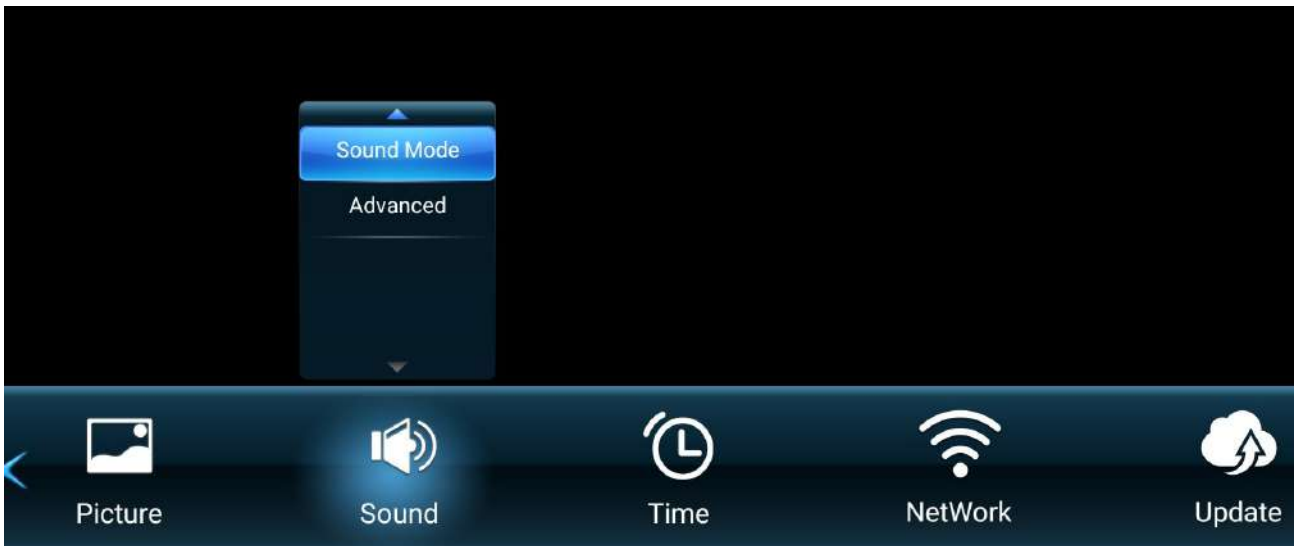 Sound Mode
Advanced
Picture
Sound
Time
NetWork
Update